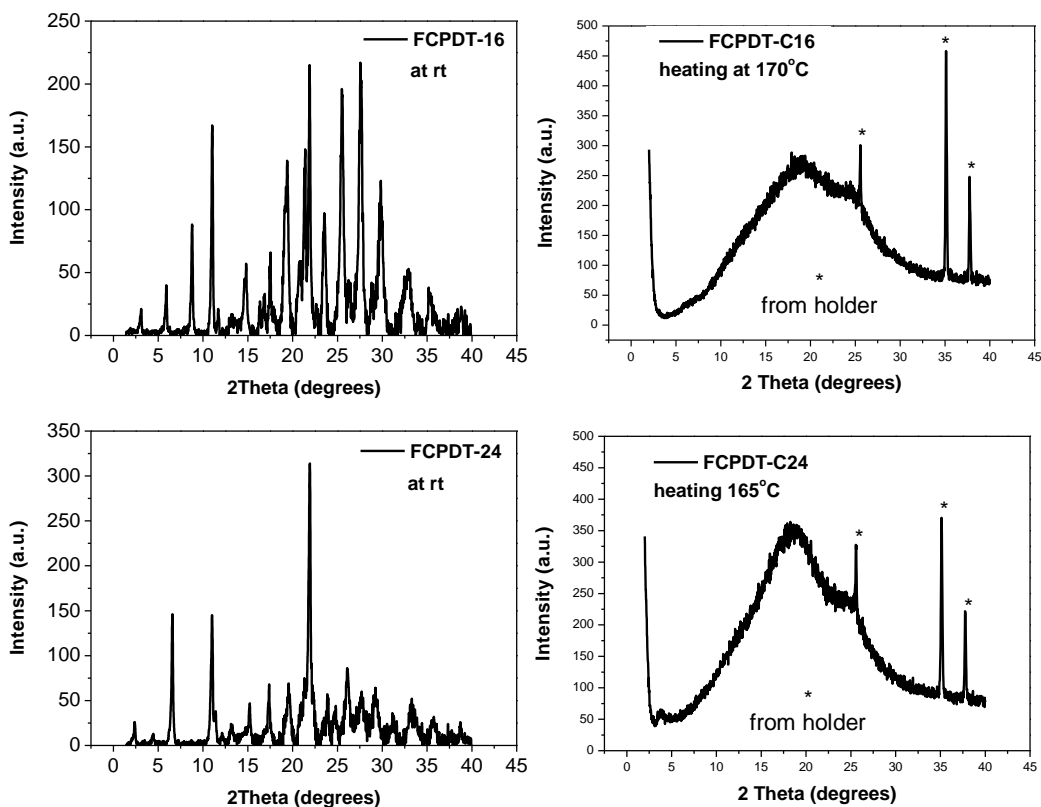 250
200
150
100
50
0
0 5 10 15 20 25 30 35 40 45
2Theta (degrees)
Intensity (a.u.)
FCPDT-16
at rt
500
450
400
350
300
250
200
150
100
50
0
0 5 10 15 20 25 30 35 40 45
2 Theta (degrees)
Intensity (a.u.)
FCPDT-C16
heating at 170°C
*
*
*
*
from holder
350
300
250
200
150
100
50
0
0 5 10 15 20 25 30 35 40 45
2Theta (degrees)
Intensity (a.u.)
FCPDT-24
at rt
500
450
400
350
300
250
200
150
100
50
0
0 5 10 15 20 25 30 35 40 45
2 Theta (degrees)
Intensity (a.u.)
FCPDT-C24
heating 165°C
*
*
*
*
from holder